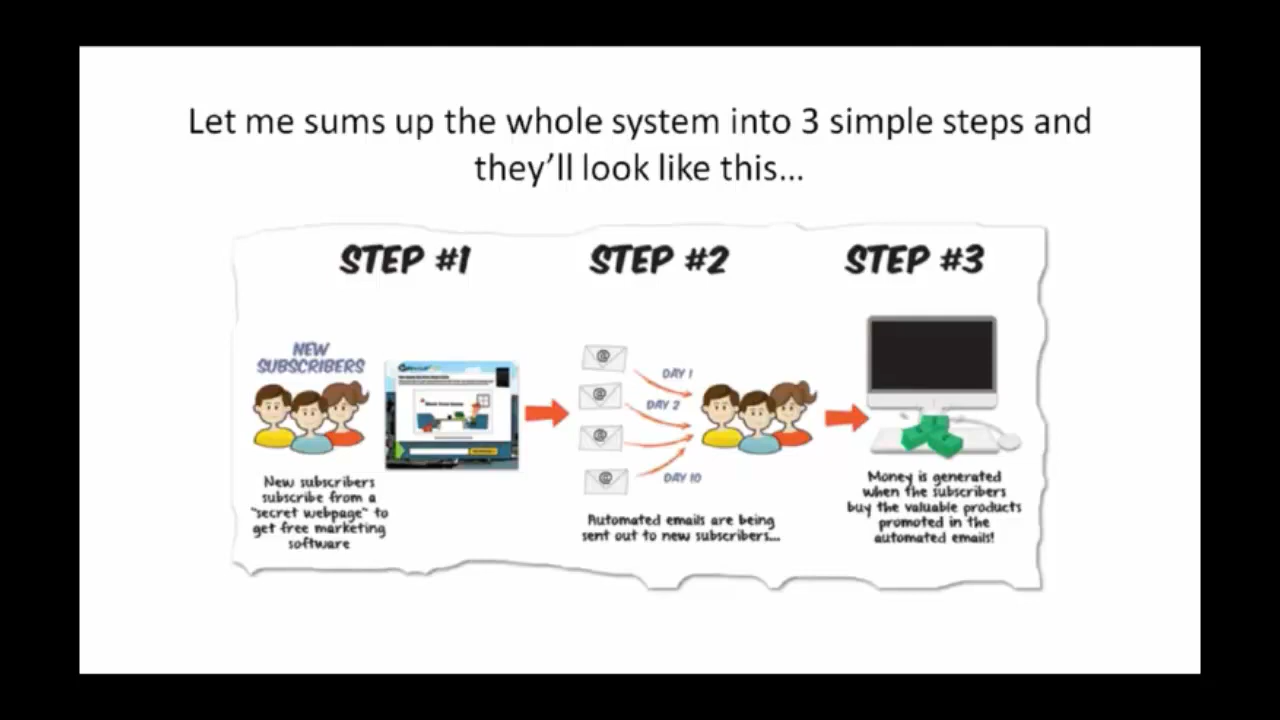 Let me sums up the whole system into 3 simple steps and
they'll look like this...
STEP #1
STEP #2
STEP #3
NEW
SUBSCRIBERS
New subscribers
subscribe from a
"secret webpage" to
get free marketing
software
DAY 1
DAY 2
DAY 10
Automated emails are being
sent out to new subscribers...
Money is generated
when the subscribers
buy the valuable products
promoted in the
automated emails!